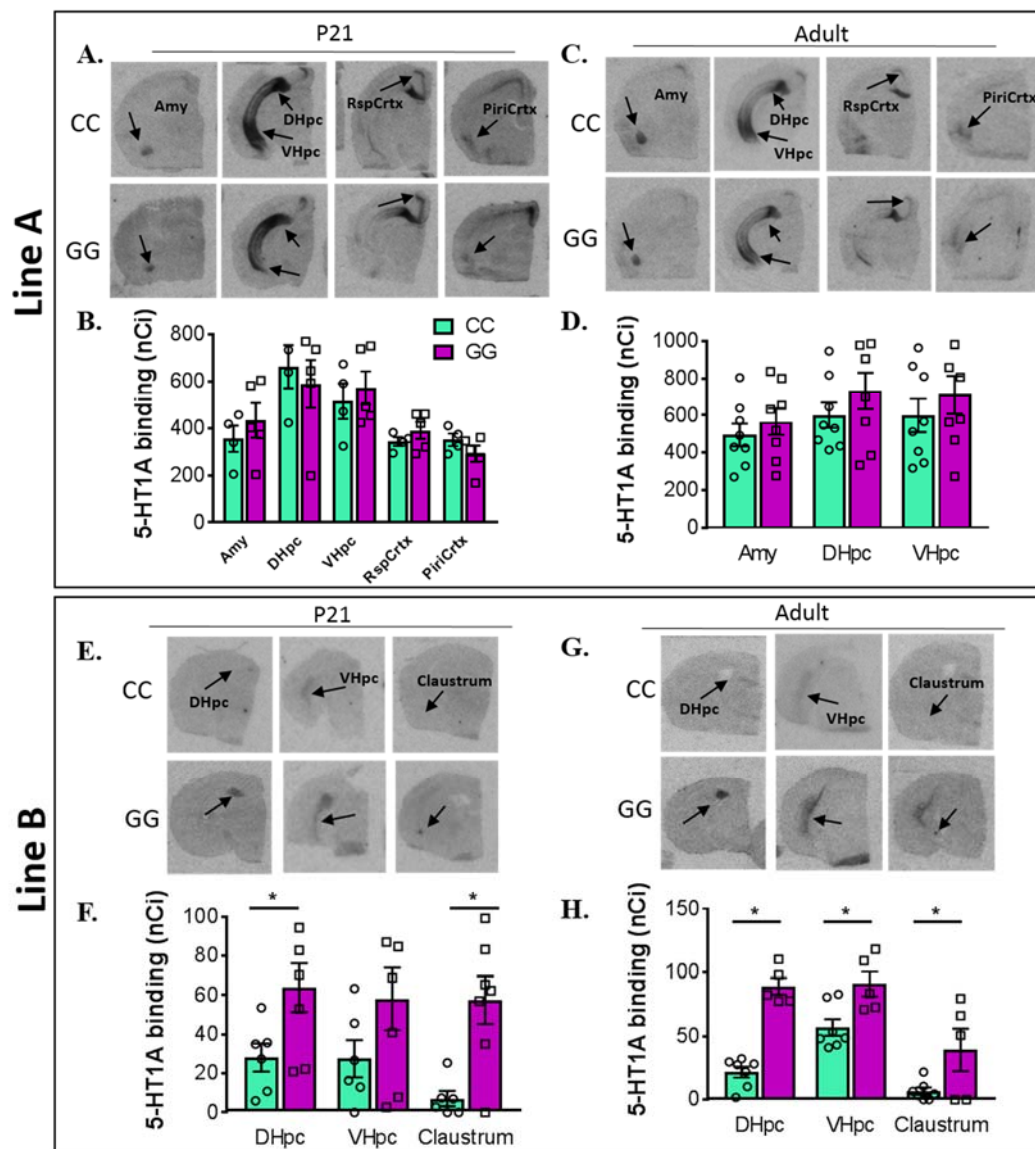 Line A
P21
A.
Amy
DHpc
VHpc
RspCrtx
PiriCrtx
CC
GG
B.
5-HT1A binding (nCi)
800
600
400
200
0
CC
GG
Amy
DHpc
VHpc
RspCrtx
PiriCrtx
Adult
C.
Amy
DHpc
VHpc
RspCrtx
PiriCrtx
CC
GG
D.
5-HT1A binding (nCi)
1000
800
600
400
200
0
Amy
DHpc
VHpc
Line B
P21
E.
DHpc
VHpc
Claustrum
CC
GG
F.
5-HT1A binding (nCi)
100
80
60
40
20
0
*
*
DHpc
VHpc
Claustrum
Adult
G.
DHpc
VHpc
Claustrum
CC
GG
H.
5-HT1A binding (nCi)
150
100
50
0
*
*
*
DHpc
VHpc
Claustrum